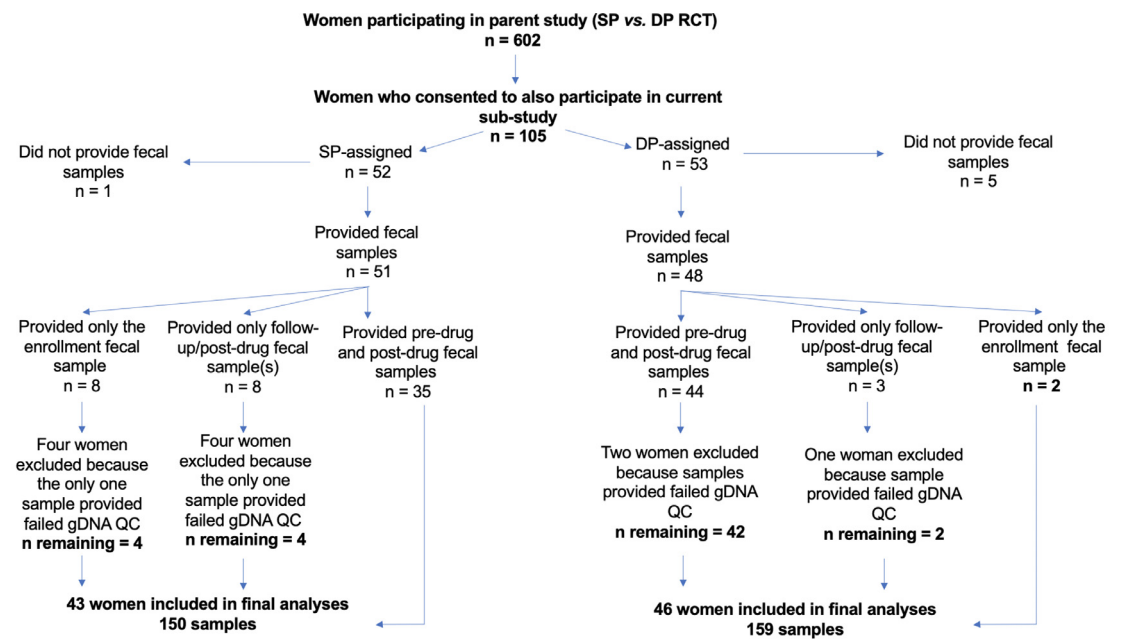 Women participating in parent study (SP vs. DP RCT)
n = 602
Women who consented to also participate in current
sub-study
n = 105
Did not provide fecal
samples
n = 1
SP-assigned
n = 52
DP-assigned
n = 53
Did not provide fecal
samples
n = 5
Provided fecal
samples
n = 51
Provided fecal
samples
n = 48
Provided only the
enrollment fecal
sample
n = 8
Provided only follow-
up/post-drug fecal
sample(s)
n = 8
Provided pre-drug
and post-drug fecal
samples
n = 35
Provided pre-drug
and post-drug fecal
samples
n = 44
Provided only follow-
up/post-drug fecal
sample(s)
n = 3
Provided only the
enrollment fecal
sample
n = 2
Four women
excluded because
the only one
sample provided
failed gDNA QC
n remaining = 4
Four women
excluded because
the only one
sample provided
failed gDNA QC
n remaining = 4
Two women excluded
because samples
provided failed gDNA
QC
n remaining = 42
One woman excluded
because sample
provided failed gDNA
QC
n remaining = 2
43 women included in final analyses
150 samples
46 women included in final analyses
159 samples